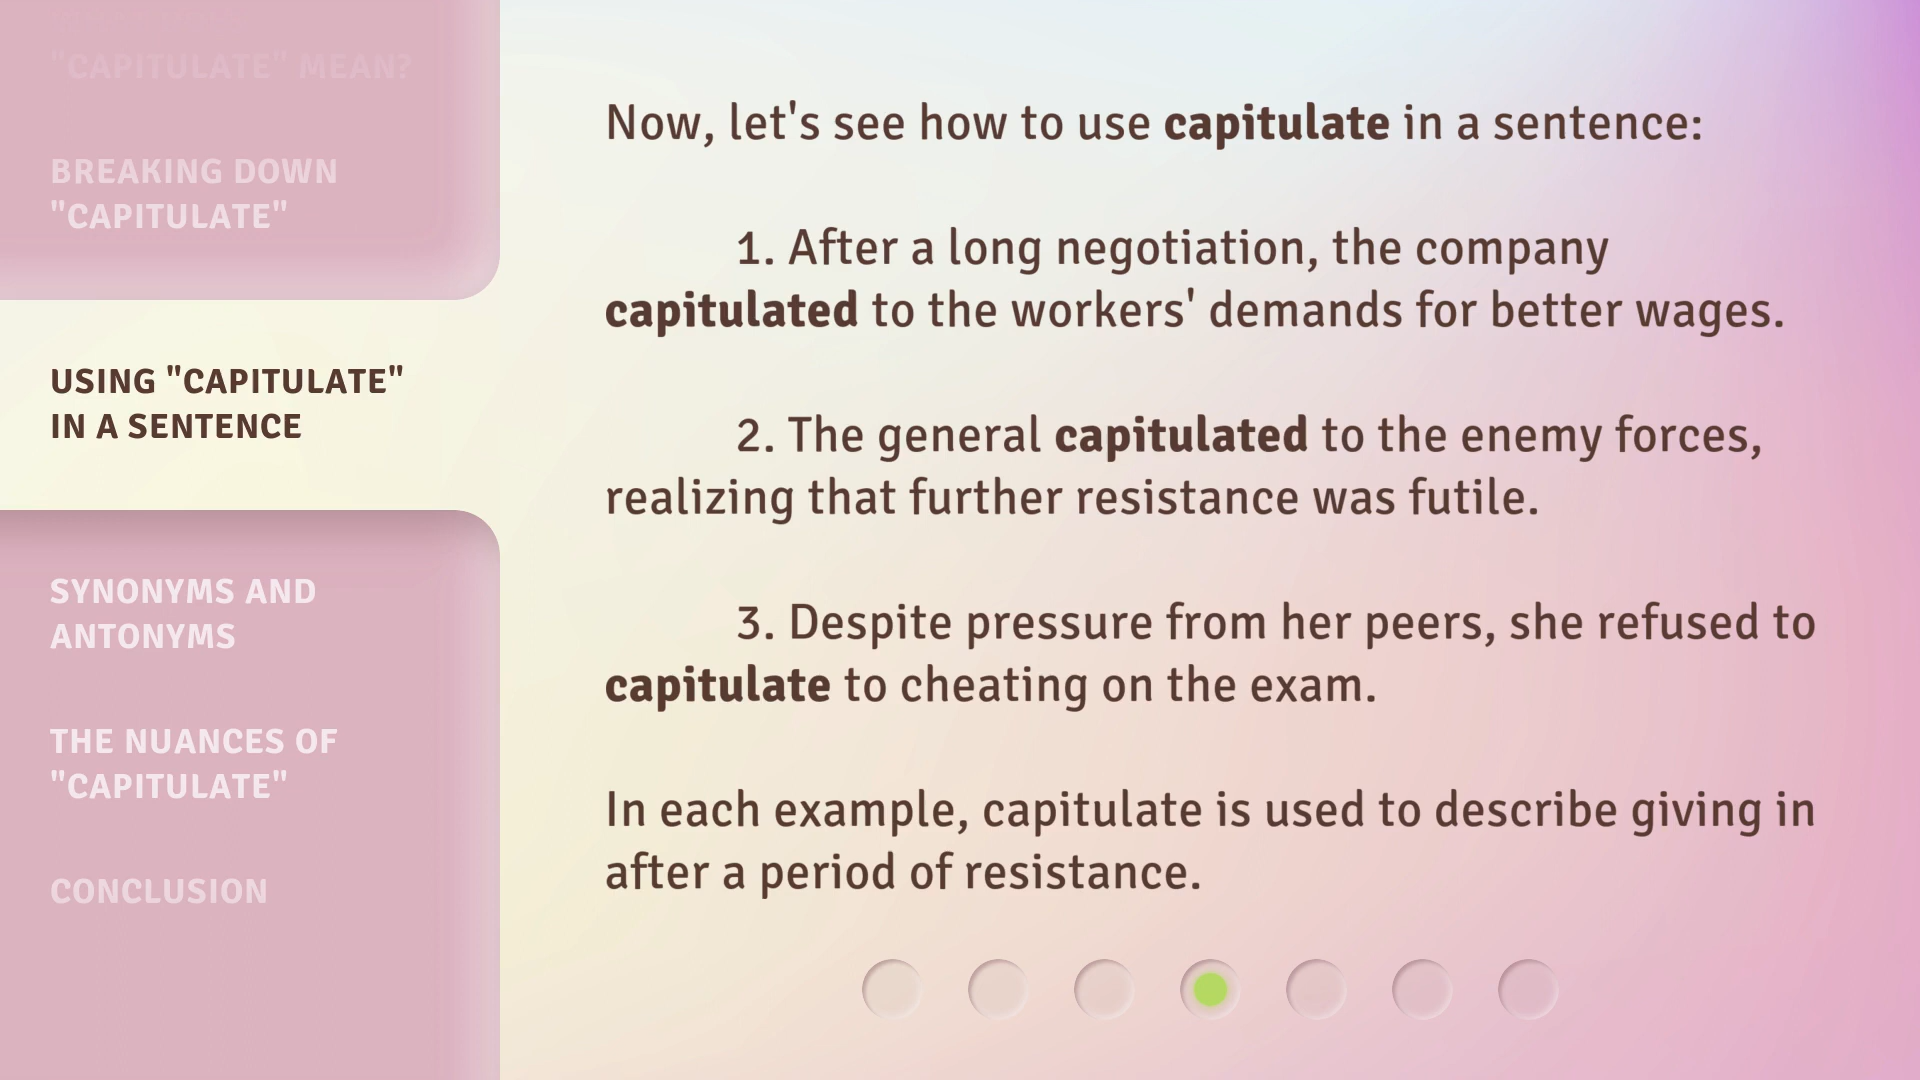 "CAPITULATE" MEAN?
BREAKING DOWN
"CAPITULATE"
USING "CAPITULATE"
IN A SENTENCE
SYNONYMS AND
ANTONYMS
THE NUANCES OF
"CAPITULATE"
CONCLUSION
Now, let's see how to use capitulate in a sentence:
1. After a long negotiation, the company
capitulated to the workers' demands for better wages.
2. The general capitulated to the enemy forces,
realizing that further resistance was futile.
3. Despite pressure from her peers, she refused to
capitulate to cheating on the exam.
In each example, capitulate is used to describe giving in
after a period of resistance.